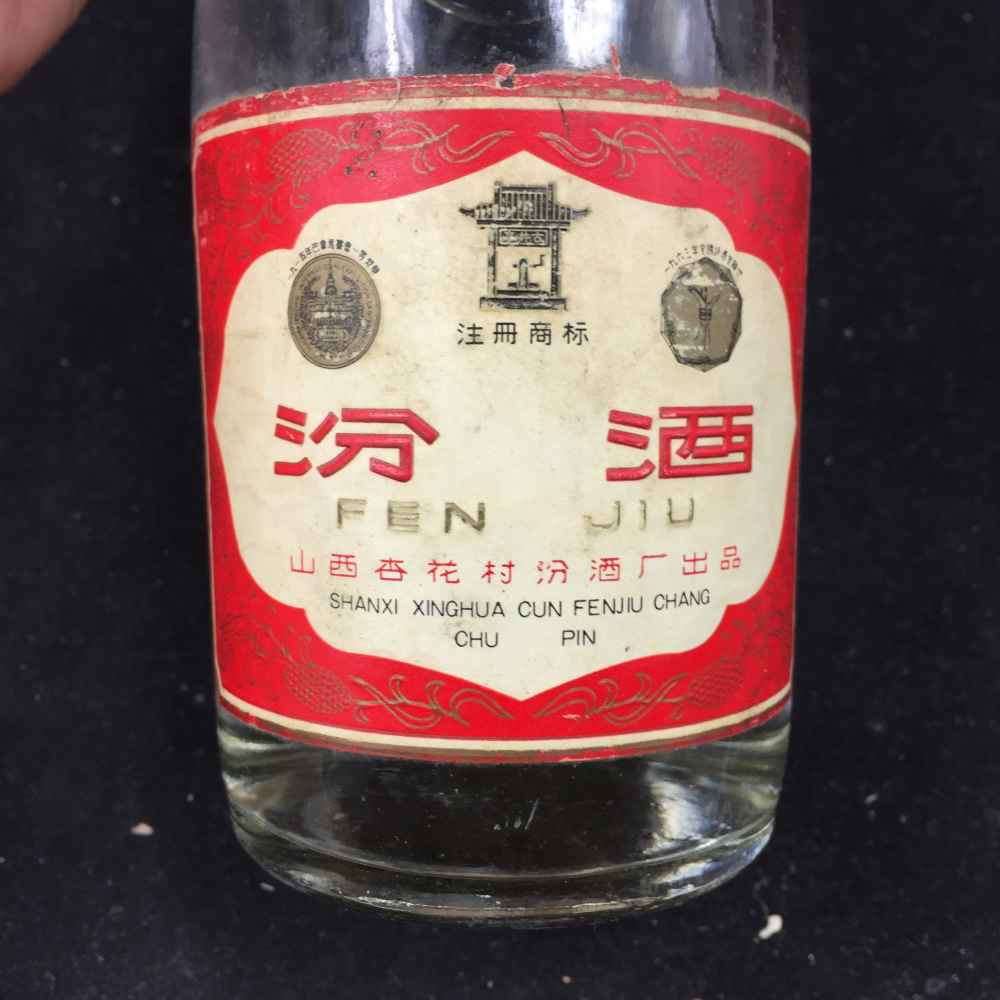 注册商标
汾酒
FEN JIU
山西杏花村汾酒厂出品
SHANXI XINGHUA CUN FENJIU CHANG
CHU PIN